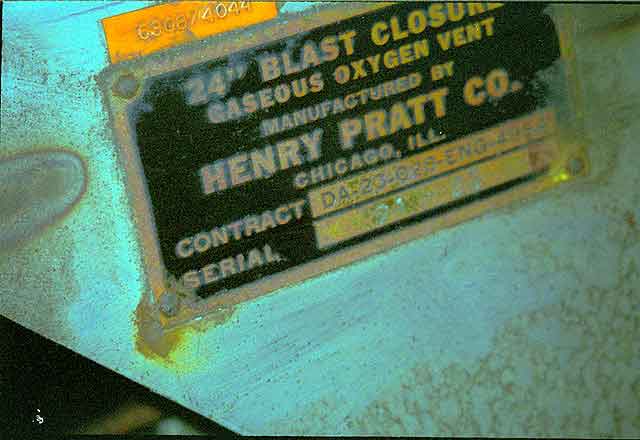 24" BLAST CLOSURE
GASEOUS OXYGEN VENT
MANUFACTURED BY
HENRY PRATT CO.
CHICAGO, ILL.
CONTRACT
SERIAL